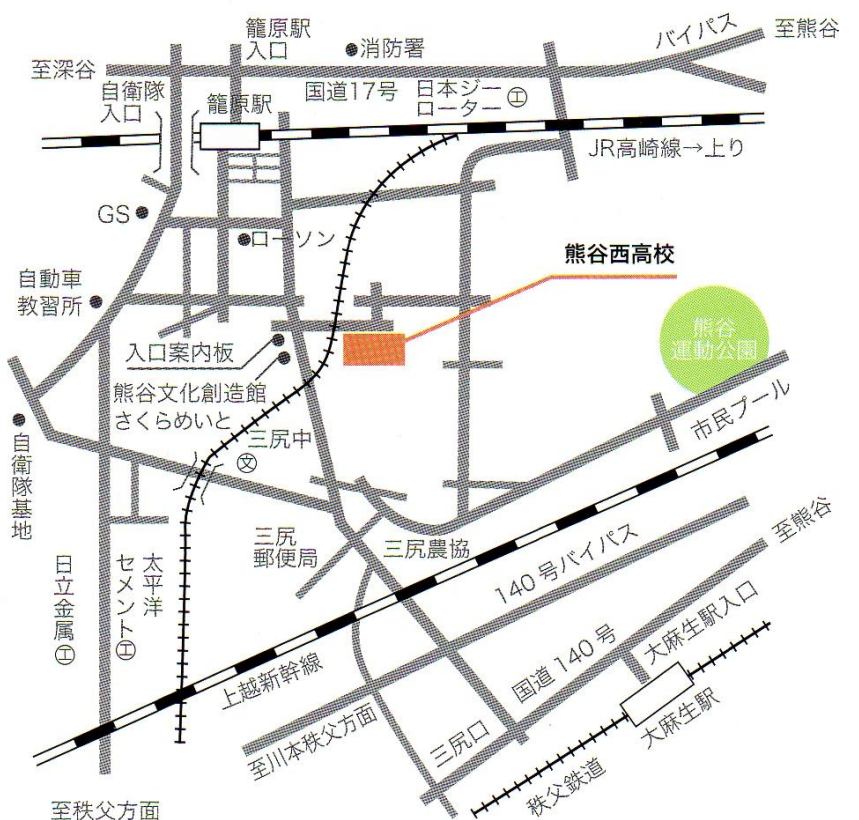 籠原駅
入口
消防署
バイパス
至熊谷
至深谷
自衛隊
入口
籠原駅
国道17号
日本ジー
ローター㊓
JR高崎線→上り
GS
ローソン
熊谷西高校
自動車
教習所
熊谷
運動公園
入口案内板
熊谷文化創造館
さくらめいと
三尻中
文
市民プール
自衛隊基地
三尻
郵便局
三尻農協
至熊谷
140号バイパス
太平洋
セメント工
日立金属工
大麻生駅入口
国道140号
上越新幹線
大麻生駅
三尻口
至川本秩父方面
秩父鉄道
至秩父方面